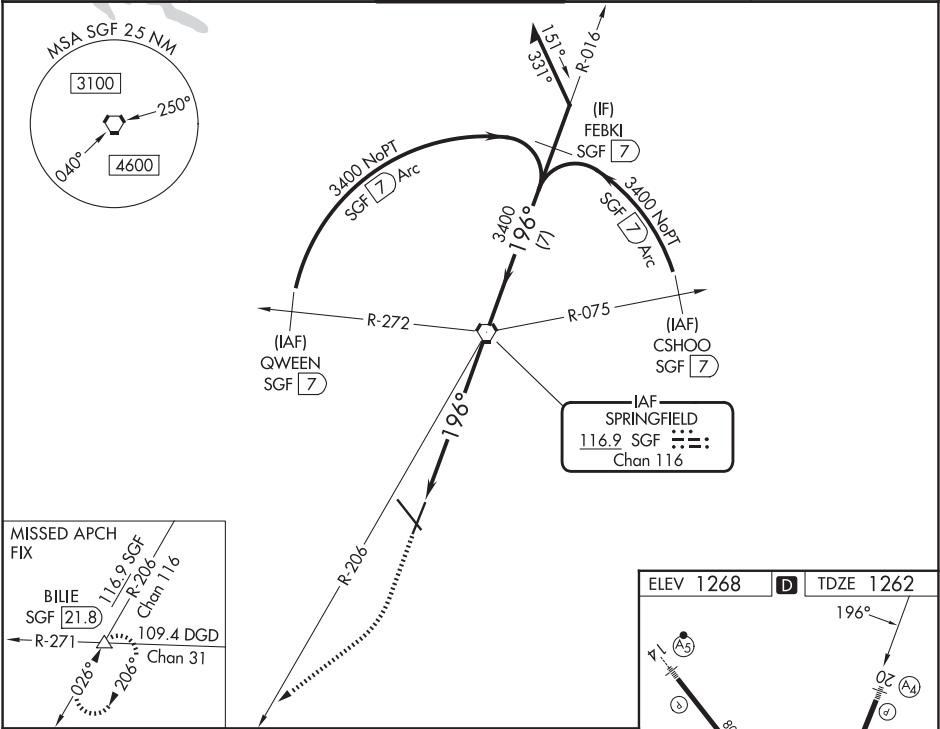 MSA SGF 25 NM
3100
250°
040°
4600
151°
331°
R-016
(IF)
FEBKI
SGF 7
3400 NoPT
SGF 7 Arc
3400 NoPT
SGF 7 Arc
3400
196°
(7)
R-272
R-075
(IAF)
QWEEN
SGF 7
(IAF)
CSHOO
SGF 7
IAF
SPRINGFIELD
116.9 SGF
Chan 116
196°
R-206
MISSED APCH
FIX
116.9 SGF
R-206
Chan 116
BILIE
SGF 21.8
R-271
109.4 DGD
Chan 31
026°
206°
ELEV 1268 D TDZE 1262
196°
A5
14
20
A4
P
P